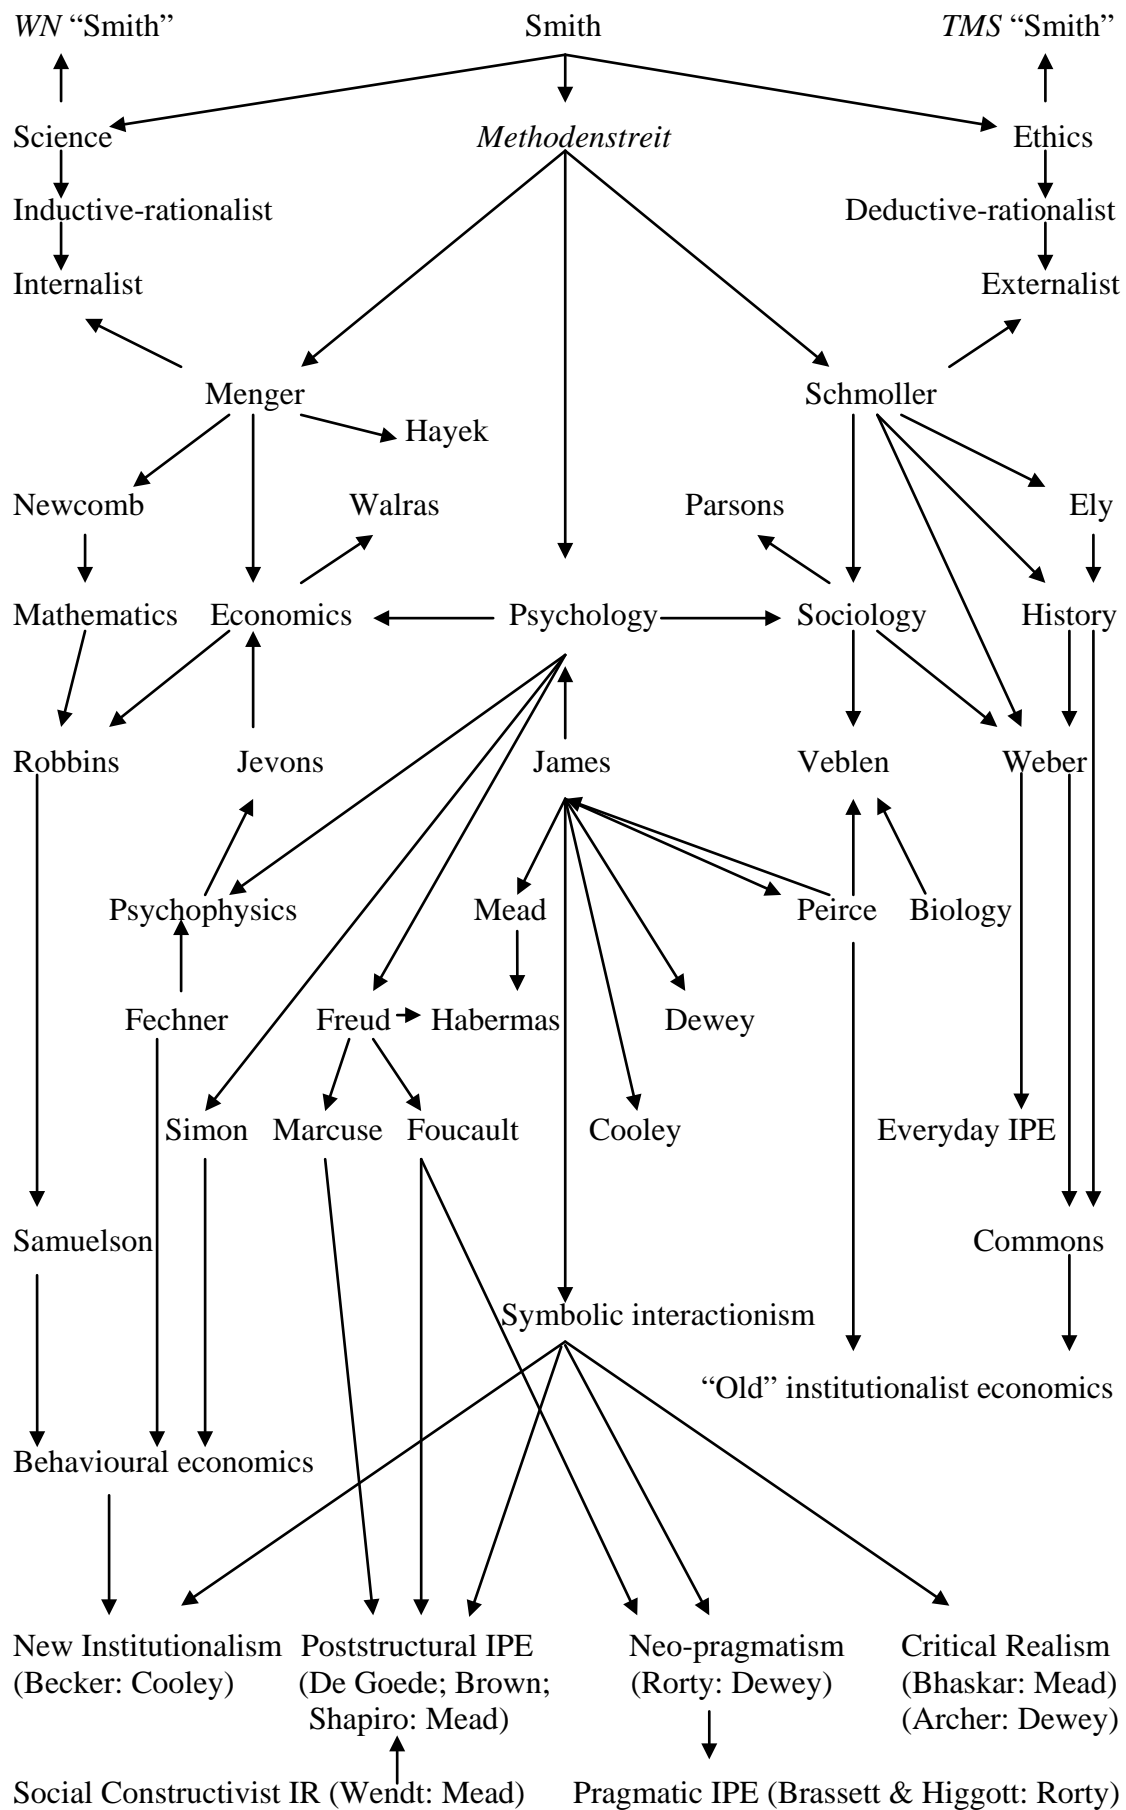 WN “Smith” Smith TMS “Smith”
Science Methodenstreit Ethics
Inductive-rationalist Deductive-rationalist
Internalist Externalist
Menger Schmoller
Hayek
Newcomb Walras Parsons Ely
Mathematics Economics Psychology Sociology History
Robbins Jevons James Veblen Weber
Psychophysics Mead Peirce Biology
Fechner Freud Habermas Dewey
Simon Marcuse Foucault Cooley Everyday IPE
Samuelson Commons
Symbolic interactionism
“Old” institutionalist economics
Behavioural economics
New Institutionalism Poststructural IPE Neo-pragmatism Critical Realism
(Becker: Cooley) (De Goede; Brown; (Rorty: Dewey) (Bhaskar: Mead)
Shapiro: Mead) (Archer: Dewey)
Social Constructivist IR (Wendt: Mead) Pragmatic IPE (Brassett & Higgott: Rorty)